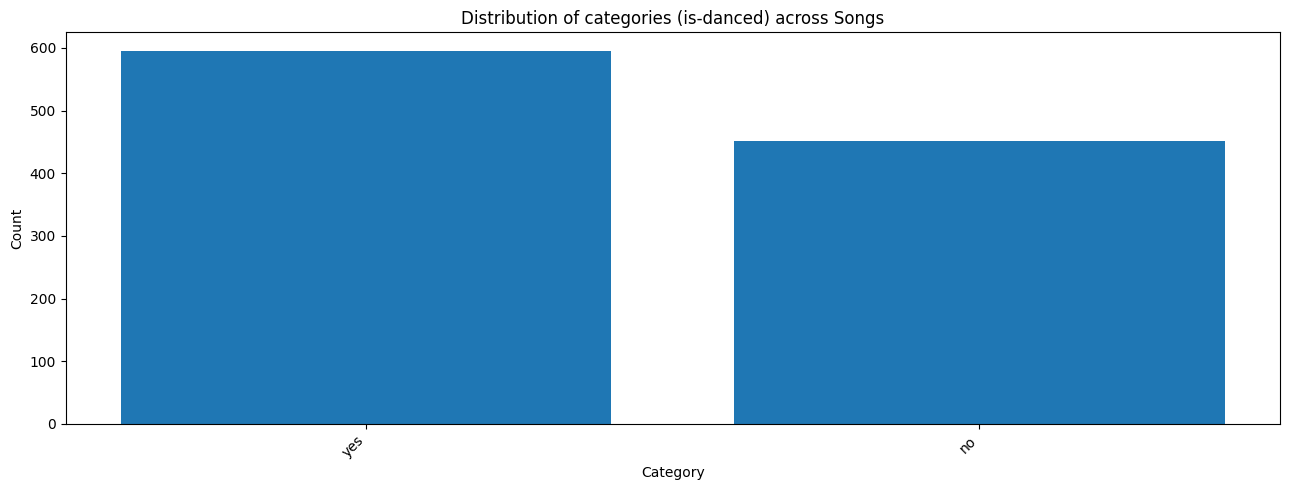 Distribution of categories (is-danced) across Songs
600
500
400
300
200
100
0
Count
yes
no
Category